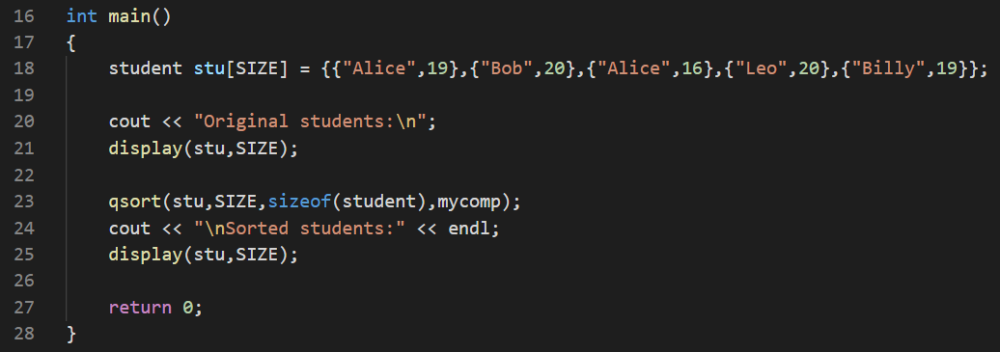 16 int main()
17 {
18     student stu[SIZE] = {{"Alice",19},{"Bob",20},{"Alice",16},{"Leo",20},{"Billy",19}};
19
20     cout << "Original students:\n";
21     display(stu,SIZE);
22
23     qsort(stu,SIZE,sizeof(student),mycomp);
24     cout << "\nSorted students:" << endl;
25     display(stu,SIZE);
26
27     return 0;
28 }